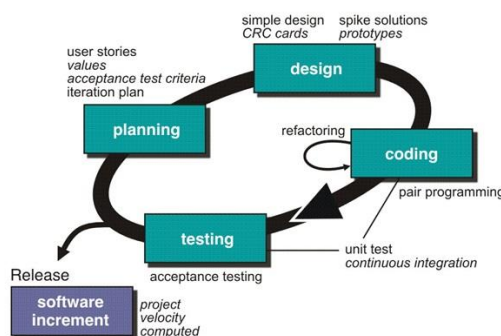 simple design
CRC cards
spike solutions
prototypes
user stories
values
acceptance test criteria
iteration plan
design
planning
refactoring
coding
pair programming
testing
unit test
continuous integration
acceptance testing
Release
software
increment
project
velocity
computed